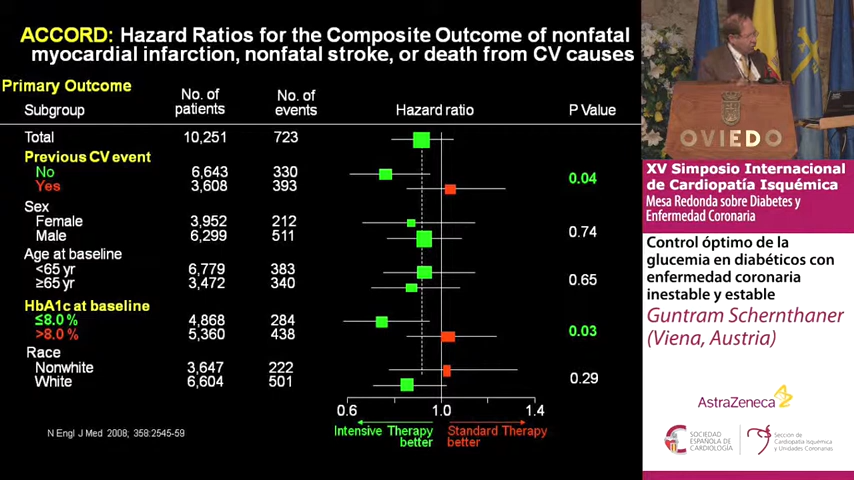 ACCORD: Hazard Ratios for the Composite Outcome of nonfatal
myocardial infarction, nonfatal stroke, or death from CV causes
Primary Outcome
Subgroup No. of patients No. of events Hazard ratio P Value
Total 10,251 723
Previous CV event
No 6,643 330 0.04
Yes 3,608 393
Sex
Female 3,952 212 0.74
Male 6,299 511
Age at baseline
<65 yr 6,779 383 0.65
≥65 yr 3,472 340
HbA1c at baseline
≤8.0 % 4,868 284 0.03
>8.0 % 5,360 438
Race
Nonwhite 3,647 222 0.29
White 6,604 501
0.6 1.0 1.4
Intensive Therapy better
Standard Therapy better
N Engl J Med 2008; 358:2545-59
OVIEDO
XV Simposio Internacional
de Cardiopatía Isquémica
Mesa Redonda sobre Diabetes y
Enfermedad Coronaria
Control óptimo de la
glucemia en diabéticos con
enfermedad coronaria
inestable y estable
Guntram Schernthaner
(Viena, Austria)
AstraZeneca
SOCIEDAD
ESPAÑOLA DE
CARDIOLOGÍA
Sección de
Cardiopatía Isquémica
y Unidades Coronarias